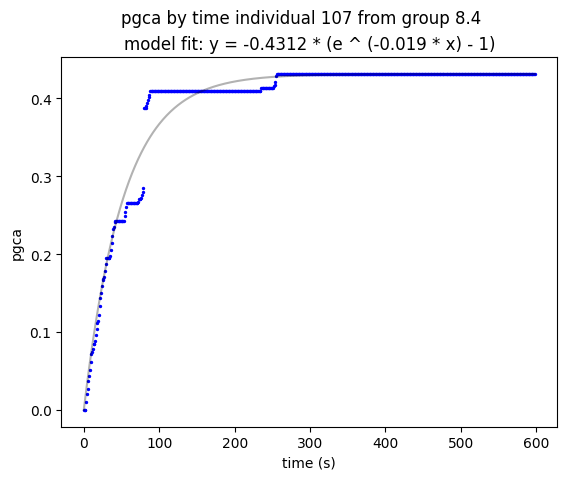 pgca by time individual 107 from group 8.4
model fit: y = -0.4312 * (e ^ (-0.019 * x) - 1)
0.4
0.3
0.2
0.1
0.0
pgca
0 100 200 300 400 500 600
time (s)